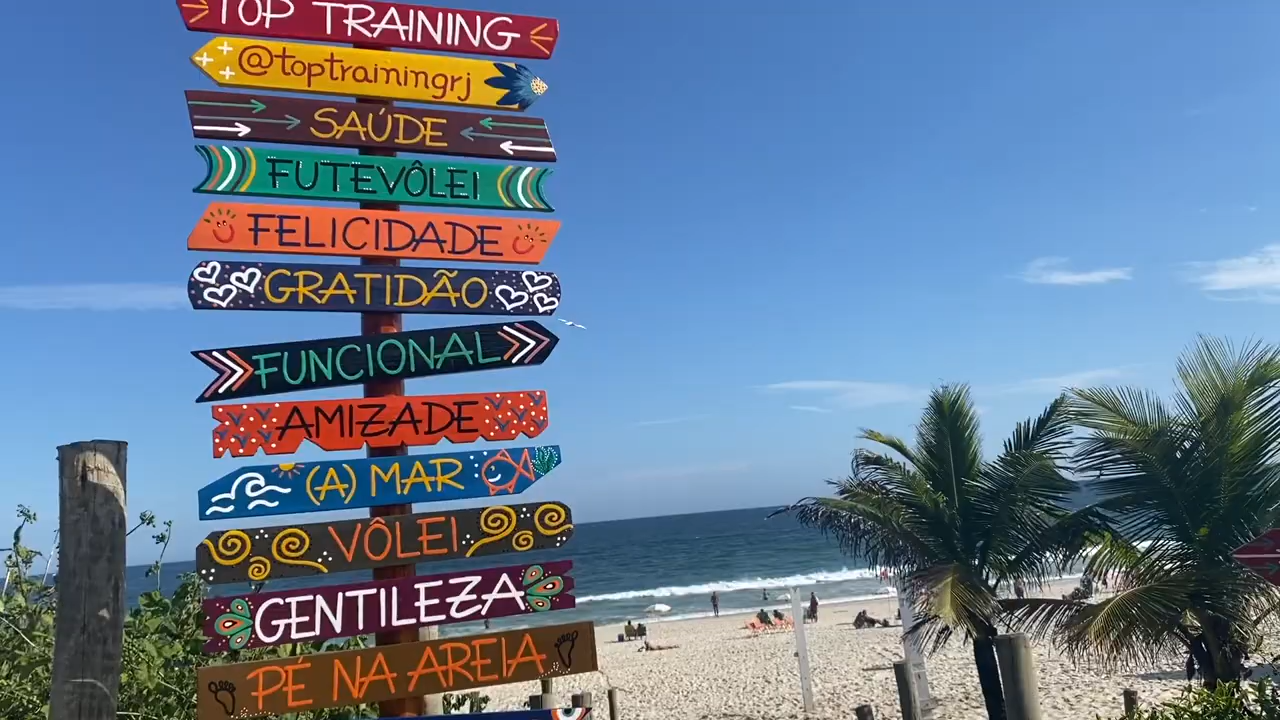 TOP TRAINING
@toptrainingrj
SAÚDE
FUTEVÔLEI
FELICIDADE
GRATIDÃO
FUNCIONAL
AMIZADE
(A) MAR
VÔLEI
GENTILEZA
PÉ NA AREIA